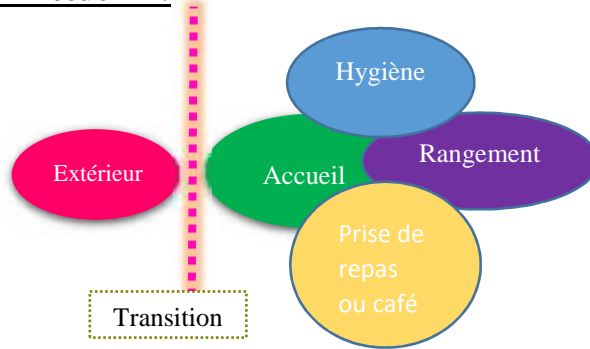 Hygiène
Rangement
Extérieur
Accueil
Prise de
repas
ou café
Transition